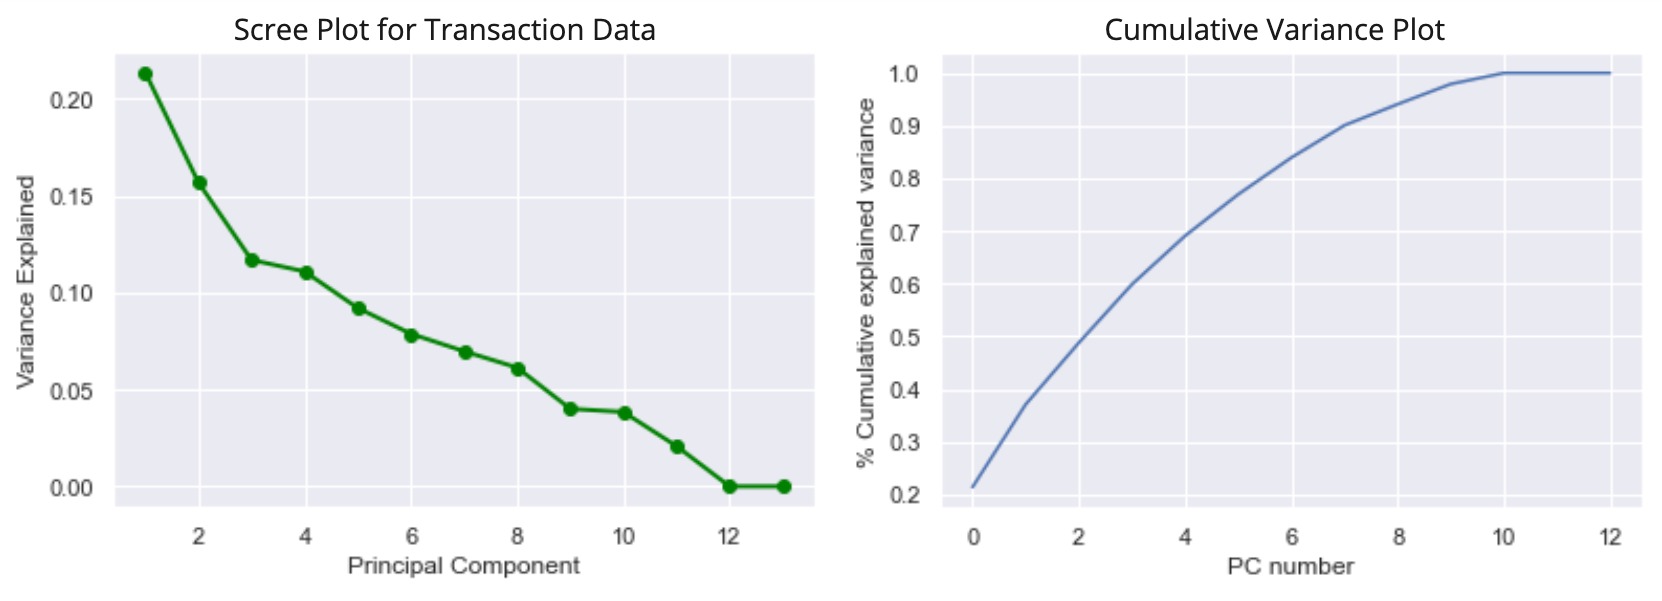 Scree Plot for Transaction Data
Variance Explained
0.20
0.15
0.10
0.05
0.00
2 4 6 8 10 12
Principal Component
Cumulative Variance Plot
% Cumulative explained variance
1.0
0.9
0.8
0.7
0.6
0.5
0.4
0.3
0.2
0 2 4 6 8 10 12
PC number